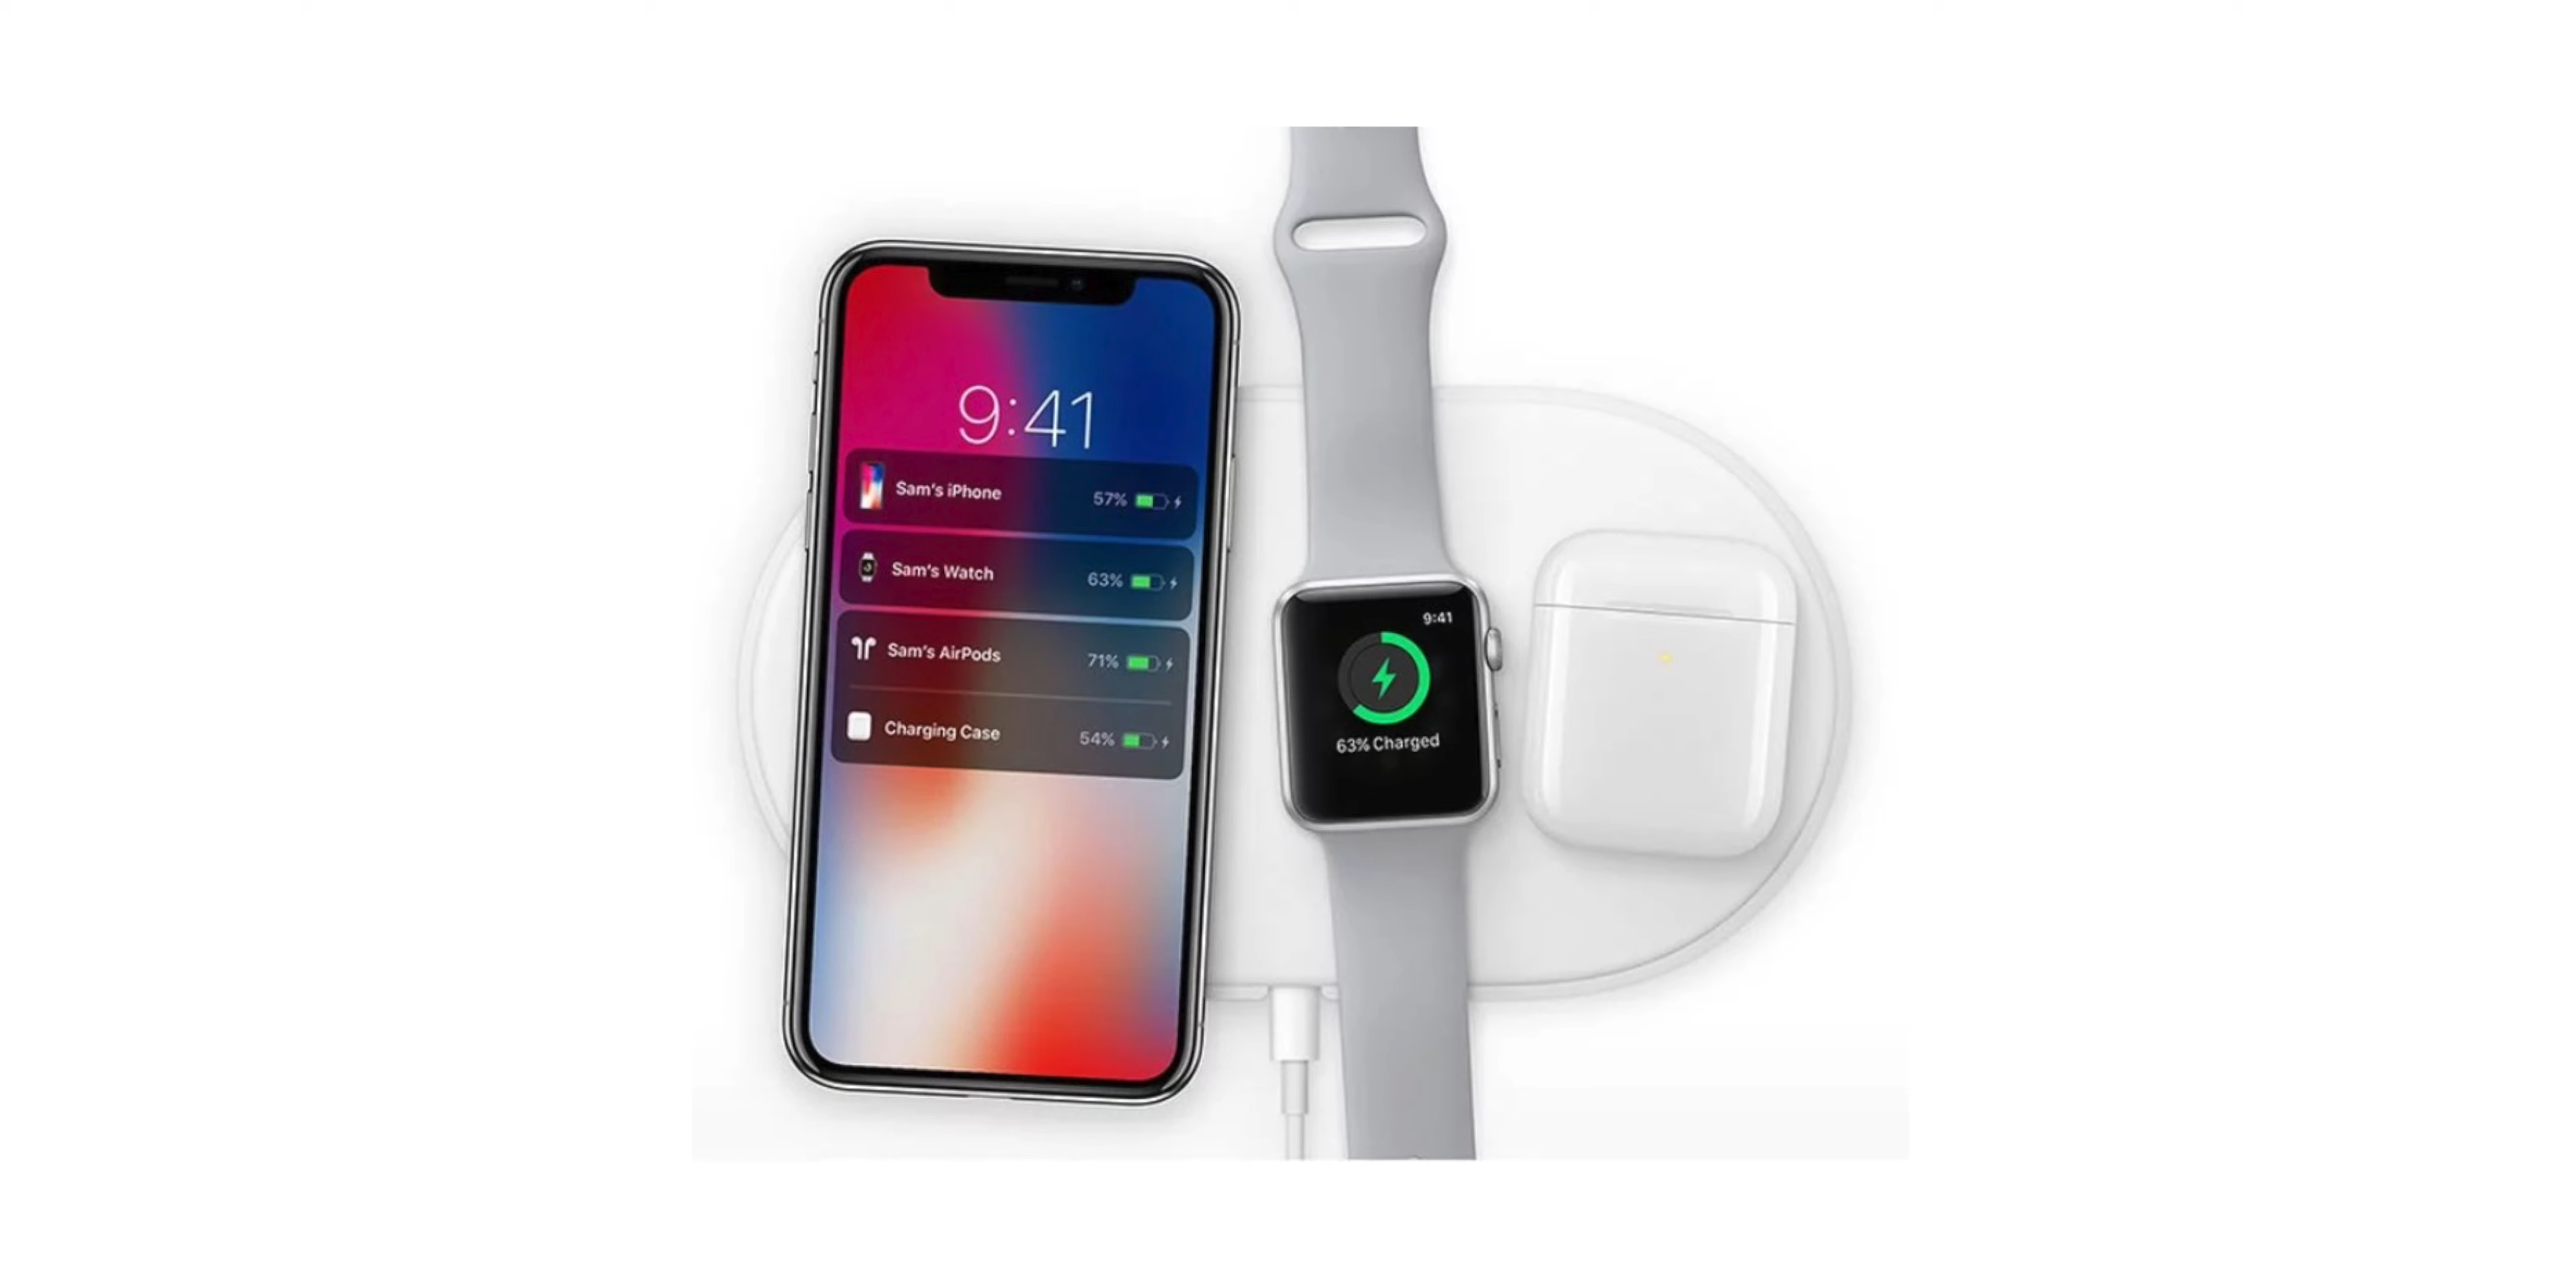 9:41
Sam's iPhone 57%
Sam's Watch 63%
Sam's AirPods 71%
Charging Case 54%
9:41
63% Charged